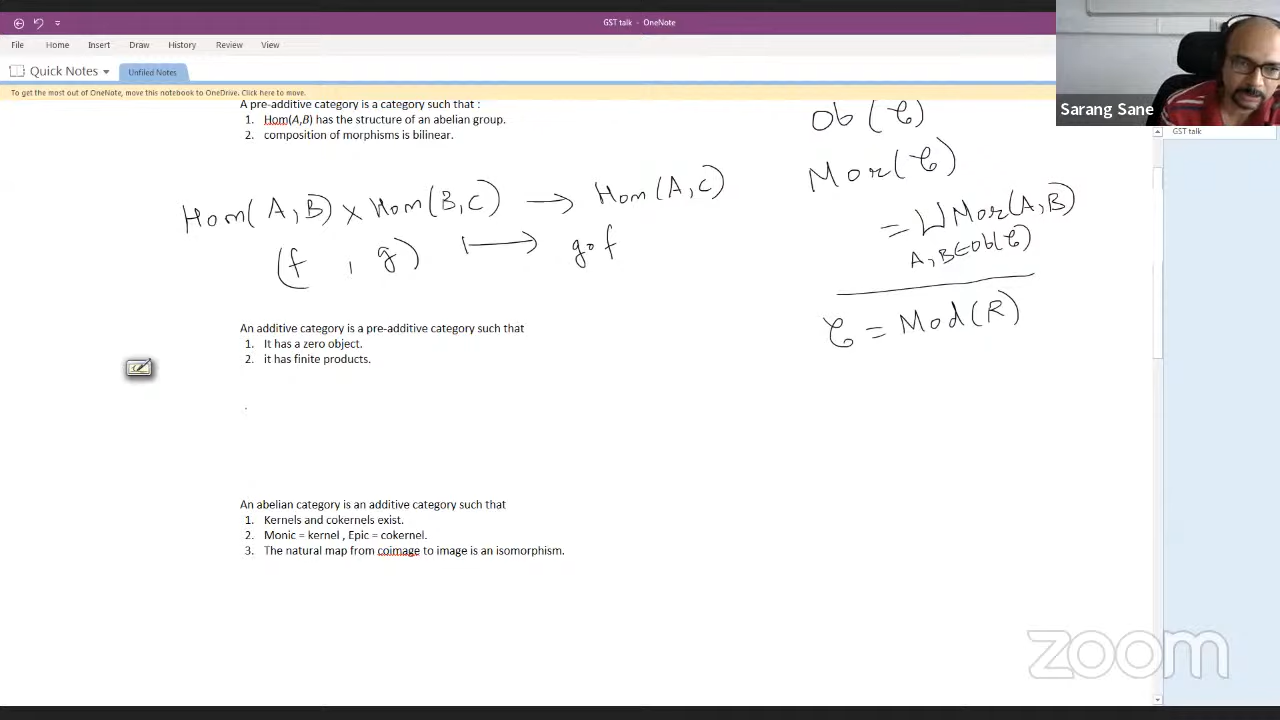 GST talk - OneNote
File Home Insert Draw History Review View
Quick Notes Unfiled Notes
To get the most out of OneNote, move this notebook to OneDrive. Click here to move.
Sarang Sane
GST talk
A pre-additive category is a category such that :
1. Hom(A,B) has the structure of an abelian group.
2. composition of morphisms is bilinear.
Hom(A,B) × Hom(B,C) → Hom(A,C)
(f , g) ↦ g∘f
Ob(𝒞)
Mor(𝒞)
= ⊔ Mor(A,B)
A,B∈Ob(𝒞)
𝒞 = Mod(R)
An additive category is a pre-additive category such that
1. It has a zero object.
2. it has finite products.
An abelian category is an additive category such that
1. Kernels and cokernels exist.
2. Monic = kernel , Epic = cokernel.
3. The natural map from coimage to image is an isomorphism.
zoom